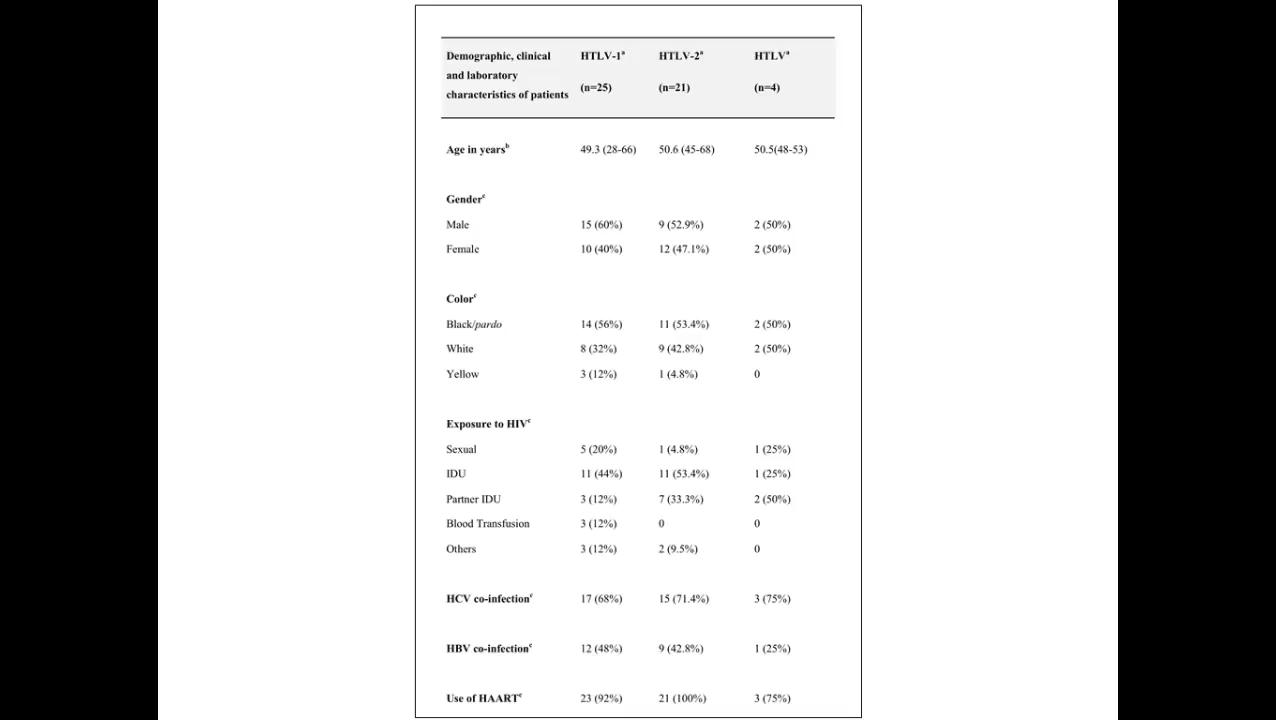 Demographic, clinical and laboratory characteristics of patients HTLV-1ª (n=25) HTLV-2ª (n=21) HTLVª (n=4)
Age in yearsᵇ 49.3 (28-66) 50.6 (45-68) 50.5(48-53)
Genderᶜ
Male 15 (60%) 9 (52.9%) 2 (50%)
Female 10 (40%) 12 (47.1%) 2 (50%)
Colorᶜ
Black/pardo 14 (56%) 11 (53.4%) 2 (50%)
White 8 (32%) 9 (42.8%) 2 (50%)
Yellow 3 (12%) 1 (4.8%) 0
Exposure to HIVᶜ
Sexual 5 (20%) 1 (4.8%) 1 (25%)
IDU 11 (44%) 11 (53.4%) 1 (25%)
Partner IDU 3 (12%) 7 (33.3%) 2 (50%)
Blood Transfusion 3 (12%) 0 0
Others 3 (12%) 2 (9.5%) 0
HCV co-infectionᶜ 17 (68%) 15 (71.4%) 3 (75%)
HBV co-infectionᶜ 12 (48%) 9 (42.8%) 1 (25%)
Use of HAARTᶜ 23 (92%) 21 (100%) 3 (75%)